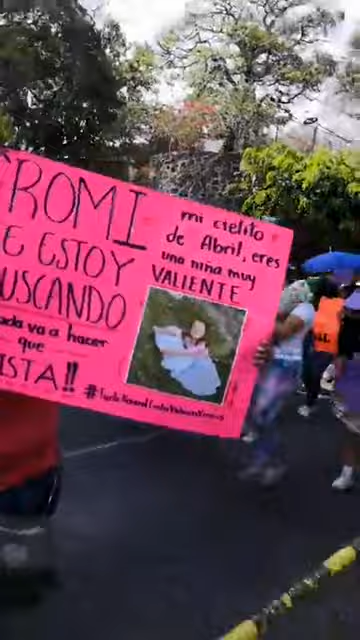 ROMI
E ESTOY
USCANDO
ada va a hacer
que
ISTA!!
mi cielito
de Abril, eres
una niña muy
VALIENTE